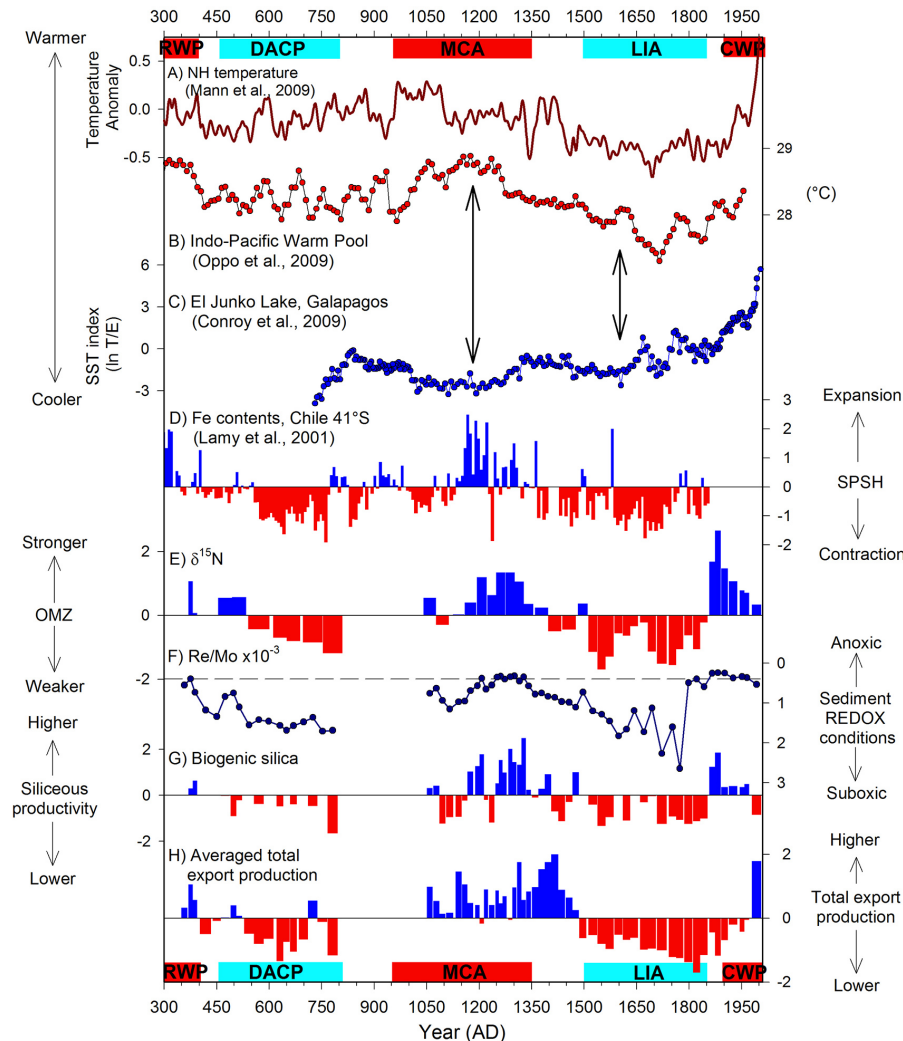 300 450 600 750 900 1050 1200 1350 1500 1650 1800 1950
Warmer
RWP DACP MCA LIA CWP
A) NH temperature
(Mann et al., 2009)
Temperature
Anomaly
0.5
0.0
-0.5
29
28
(°C)
B) Indo-Pacific Warm Pool
(Oppo et al., 2009)
C) El Junko Lake, Galapagos
(Conroy et al., 2009)
SST index
(ln T/E)
6
3
0
-3
Cooler
D) Fe contents, Chile 41°S
(Lamy et al., 2001)
3
2
1
0
-1
-2
Expansion
SPSH
Contraction
Stronger
OMZ
Weaker
E) δ15N
2
0
-2
F) Re/Mo x10-3
0
1
2
3
Anoxic
Sediment
REDOX
conditions
Suboxic
Higher
Siliceous
productivity
Lower
G) Biogenic silica
2
0
-2
H) Averaged total
export production
2
0
-2
Higher
Total export
production
Lower
RWP DACP MCA LIA CWP
300 450 600 750 900 1050 1200 1350 1500 1650 1800 1950
Year (AD)